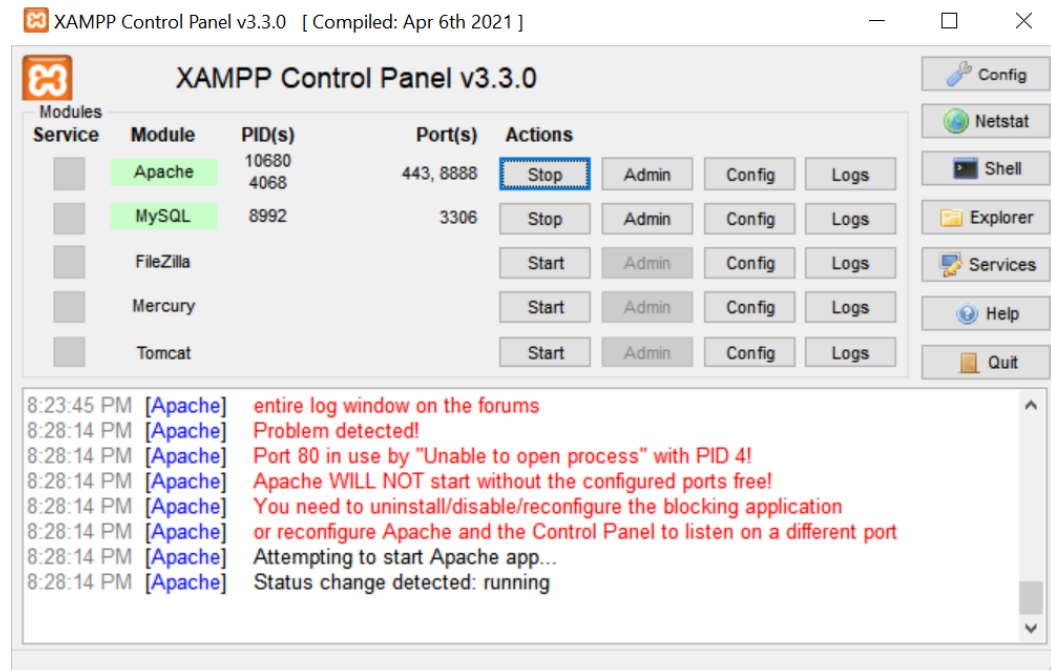 XAMPP Control Panel v3.3.0 [ Compiled: Apr 6th 2021 ]
XAMPP Control Panel v3.3.0
Config
Modules
Service Module PID(s) Port(s) Actions
Netstat
Apache 10680 4068 443, 8888 Stop Admin Config Logs
Shell
MySQL 8992 3306 Stop Admin Config Logs
Explorer
FileZilla Start Admin Config Logs
Services
Mercury Start Admin Config Logs
Help
Tomcat Start Admin Config Logs
Quit
8:23:45 PM [Apache] entire log window on the forums
8:28:14 PM [Apache] Problem detected!
8:28:14 PM [Apache] Port 80 in use by "Unable to open process" with PID 4!
8:28:14 PM [Apache] Apache WILL NOT start without the configured ports free!
8:28:14 PM [Apache] You need to uninstall/disable/reconfigure the blocking application
8:28:14 PM [Apache] or reconfigure Apache and the Control Panel to listen on a different port
8:28:14 PM [Apache] Attempting to start Apache app...
8:28:14 PM [Apache] Status change detected: running